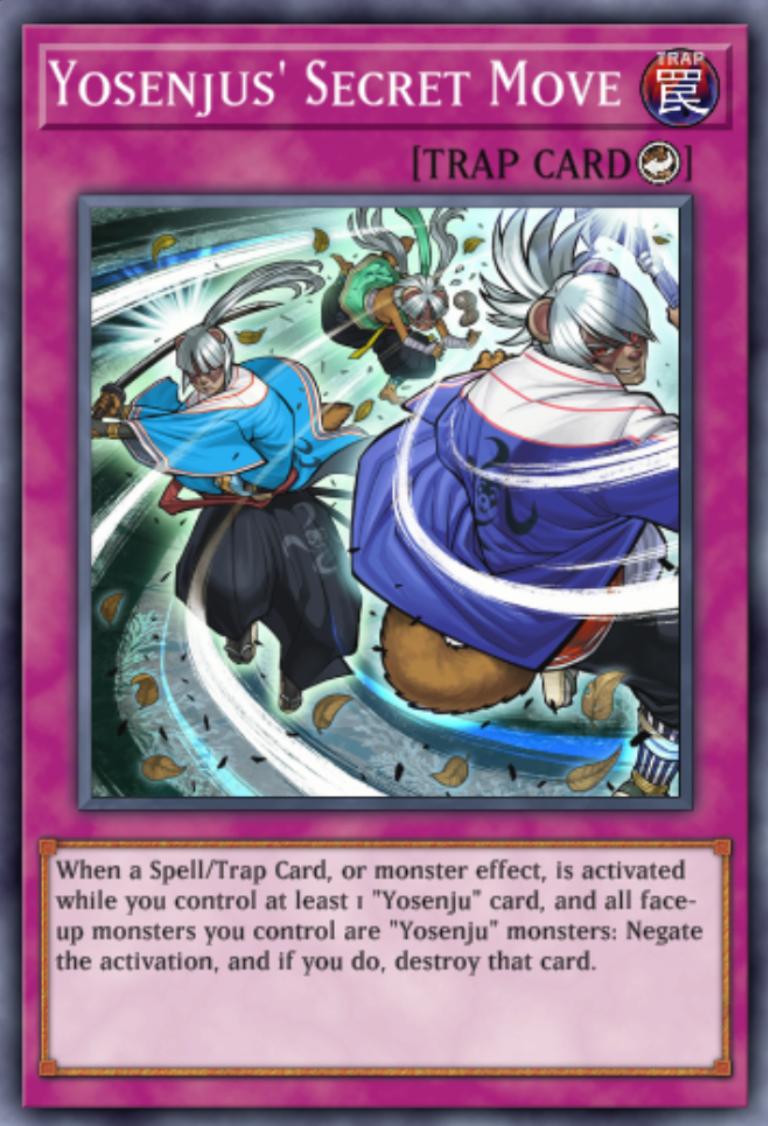 Yosenjus' Secret Move
TRAP
罠
[TRAP CARD]
When a Spell/Trap Card, or monster effect, is activated
while you control at least 1 "Yosenju" card, and all face-
up monsters you control are "Yosenju" monsters: Negate
the activation, and if you do, destroy that card.